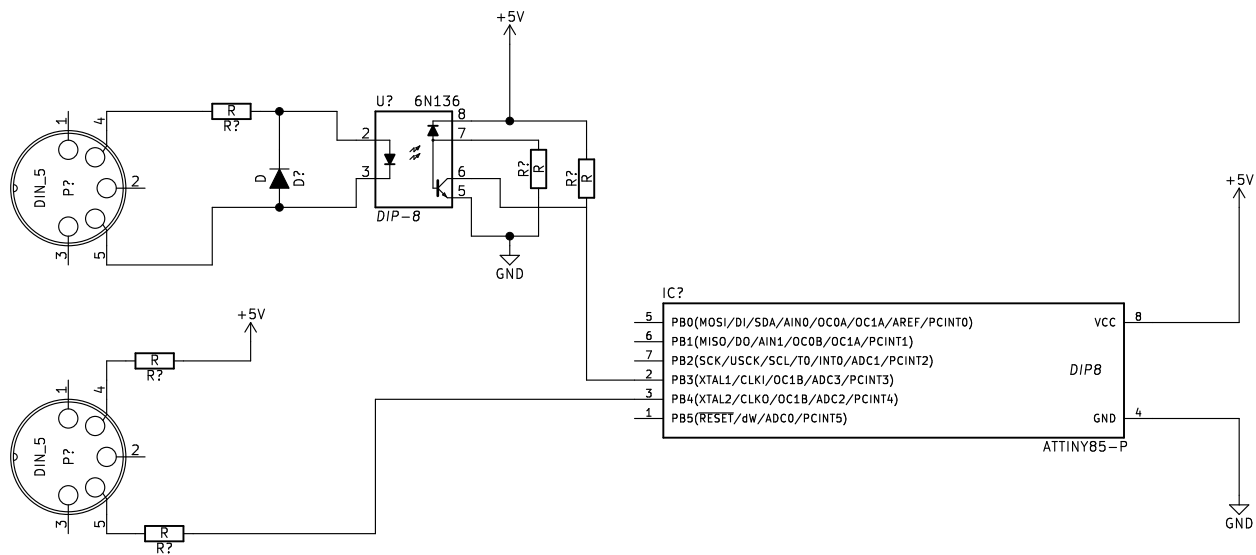 +5V
U? 6N136
8
7
6
5
2
3
DIP-8
R
R?
D
D?
R?
R
R?
R
GND
1
4
DIN_5
P?
2
3
5
+5V
R
R?
1
4
DIN_5
P?
2
3
5
R
R?
+5V
IC?
5 PB0(MOSI/DI/SDA/AIN0/OC0A/OC1A/AREF/PCINT0) VCC 8
6 PB1(MISO/DO/AIN1/OC0B/OC1A/PCINT1)
7 PB2(SCK/USCK/SCL/T0/INT0/ADC1/PCINT2)
2 PB3(XTAL1/CLKI/OC1B/ADC3/PCINT3)
DIP8
3 PB4(XTAL2/CLKO/OC1B/ADC2/PCINT4)
1 PB5(RESET/dW/ADC0/PCINT5) GND 4
ATTINY85-P
GND